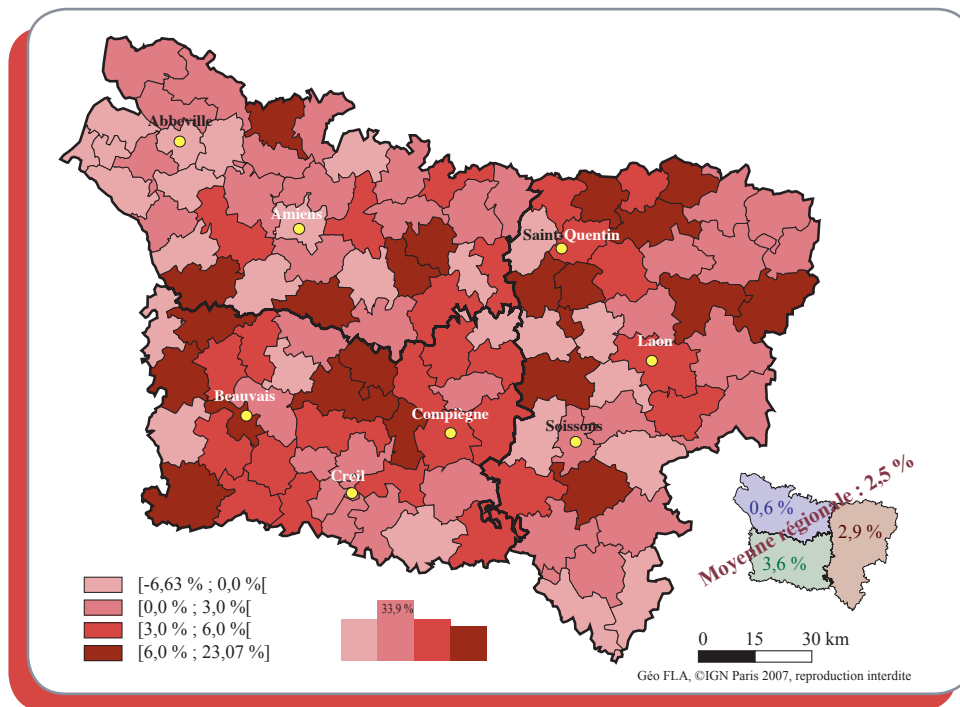 Abbeville
Amiens
Saint-Quentin
Laon
Beauvais
Compiègne
Soissons
Creil
Moyenne régionale : 2,5 %
0,6 %
2,9 %
3,6 %
[-6,63 % ; 0,0 %[
[0,0 % ; 3,0 %[
[3,0 % ; 6,0 %[
[6,0 % ; 23,07 %]
33,9 %
0 15 30 km
Géo FLA, ©IGN Paris 2007, reproduction interdite